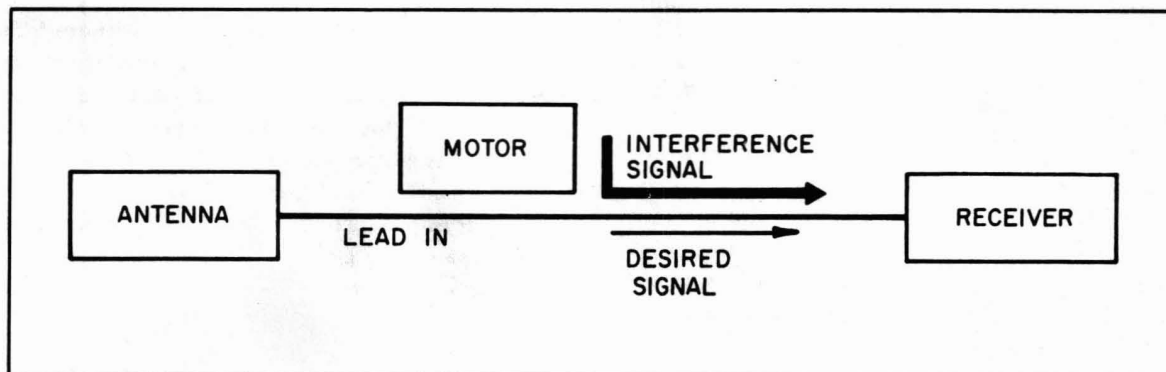 MOTOR
INTERFERENCE
SIGNAL
ANTENNA
RECEIVER
LEAD IN
DESIRED
SIGNAL